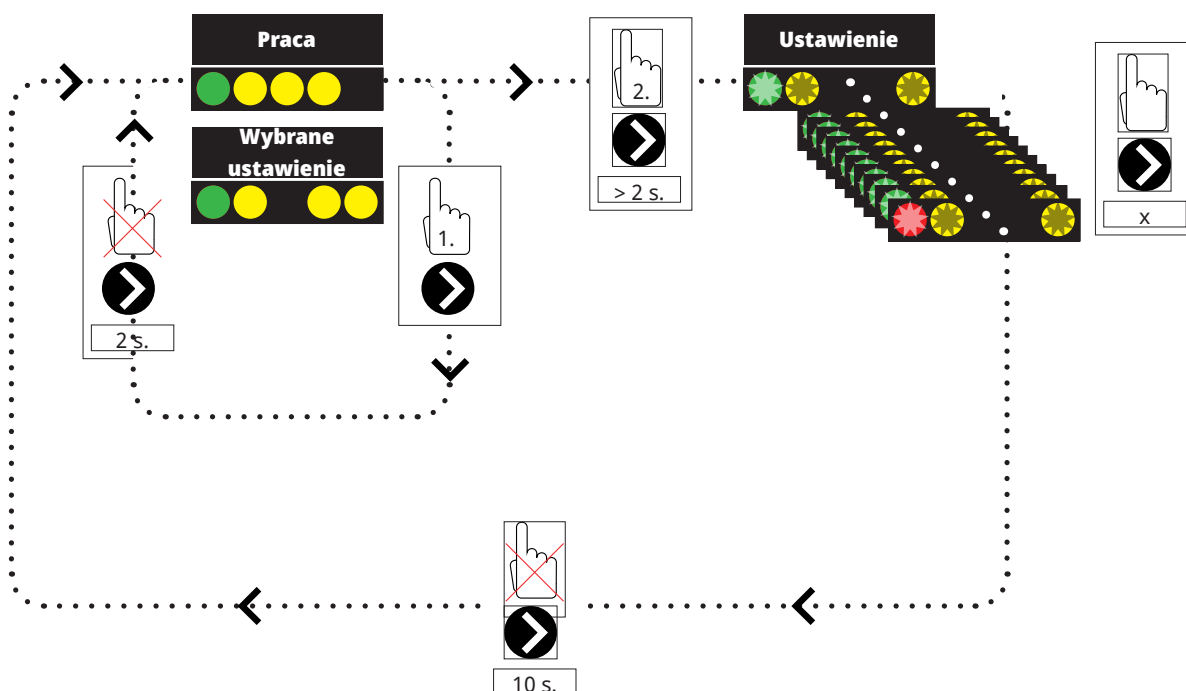 Praca
Wybrane
ustawienie
2 s.
1.
2.
> 2 s.
Ustawienie
x
10 s.